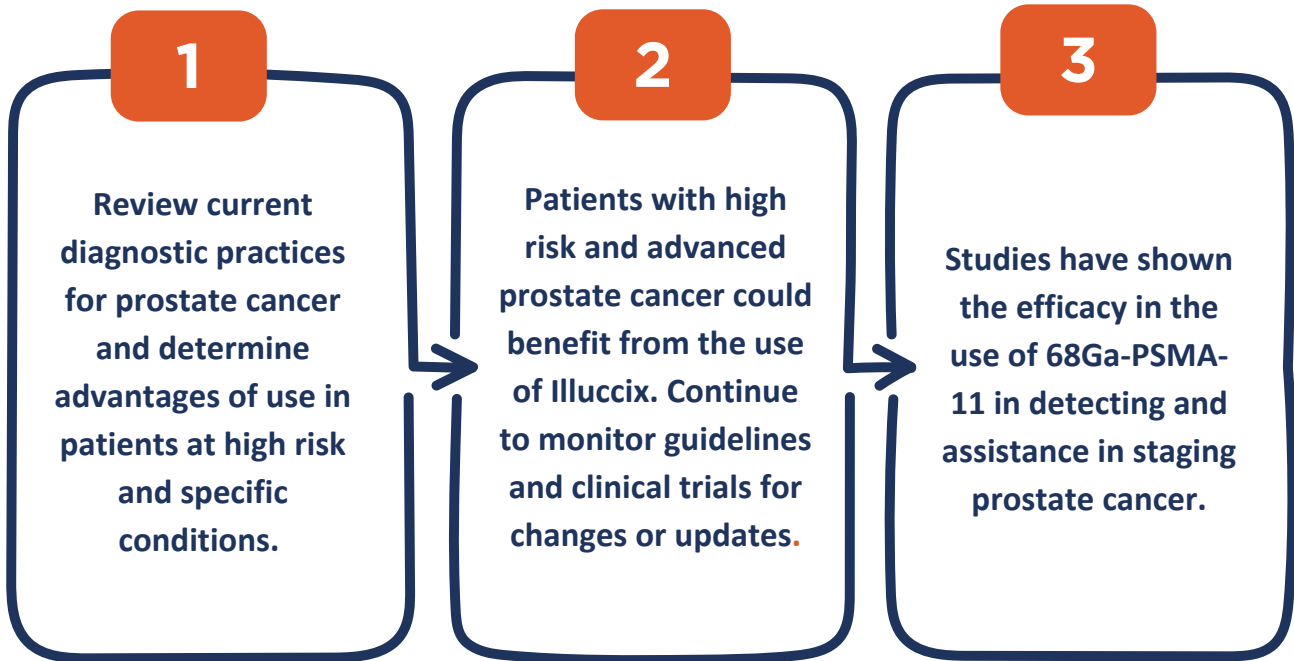 1
Review current
diagnostic practices
for prostate cancer
and determine
advantages of use in
patients at high risk
and specific
conditions.
2
Patients with high
risk and advanced
prostate cancer could
benefit from the use
of Illuccix. Continue
to monitor guidelines
and clinical trials for
changes or updates.
3
Studies have shown
the efficacy in the
use of 68Ga-PSMA-
11 in detecting and
assistance in staging
prostate cancer.